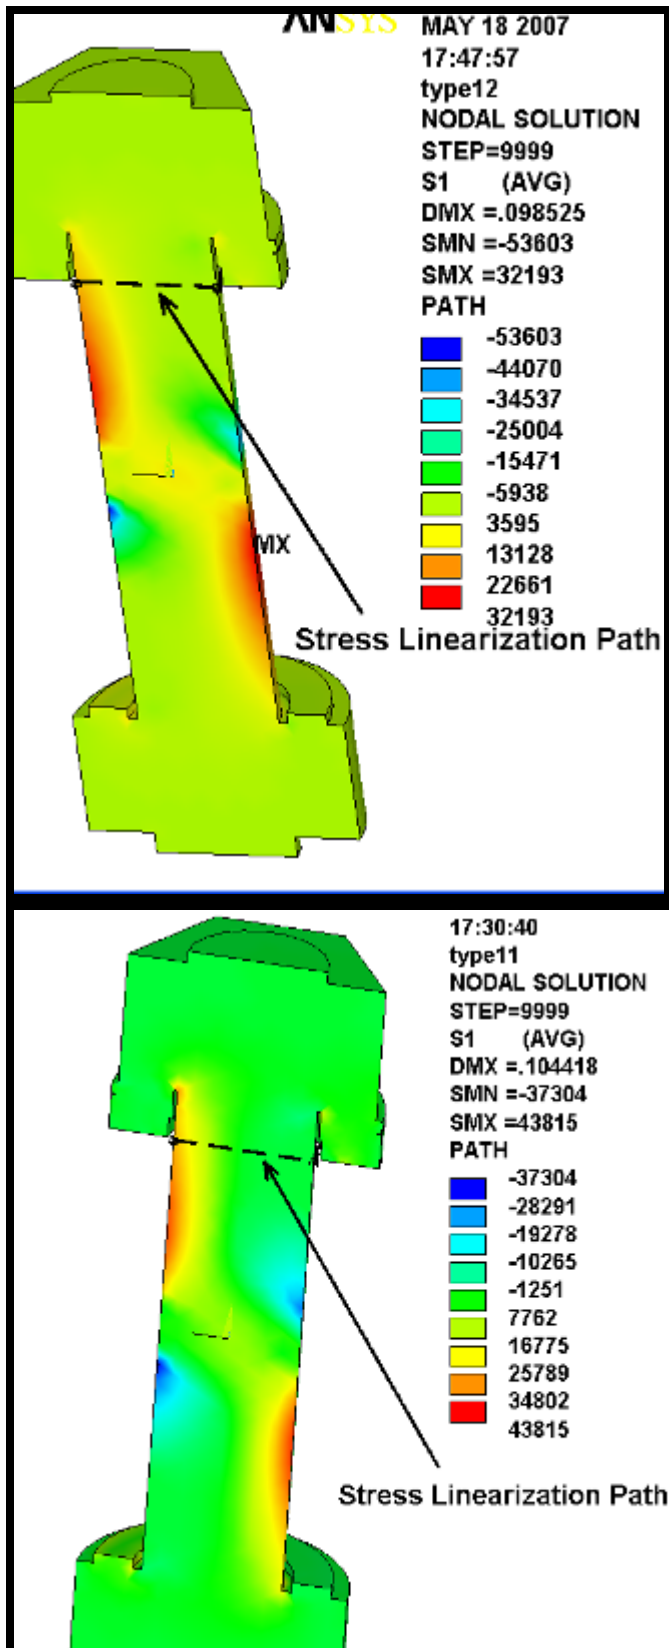 ANSYS
MAY 18 2007
17:47:57
type12
NODAL SOLUTION
STEP=9999
S1 (AVG)
DMX =.098525
SMN =-53603
SMX =32193
PATH
-53603
-44070
-34537
-25004
-15471
-5938
3595
13128
22661
32193
MX
Stress Linearization Path
17:30:40
type11
NODAL SOLUTION
STEP=9999
S1 (AVG)
DMX =.104418
SMN =-37304
SMX =43815
PATH
-37304
-28291
-19278
-10265
-1251
7762
16775
25789
34802
43815
Stress Linearization Path